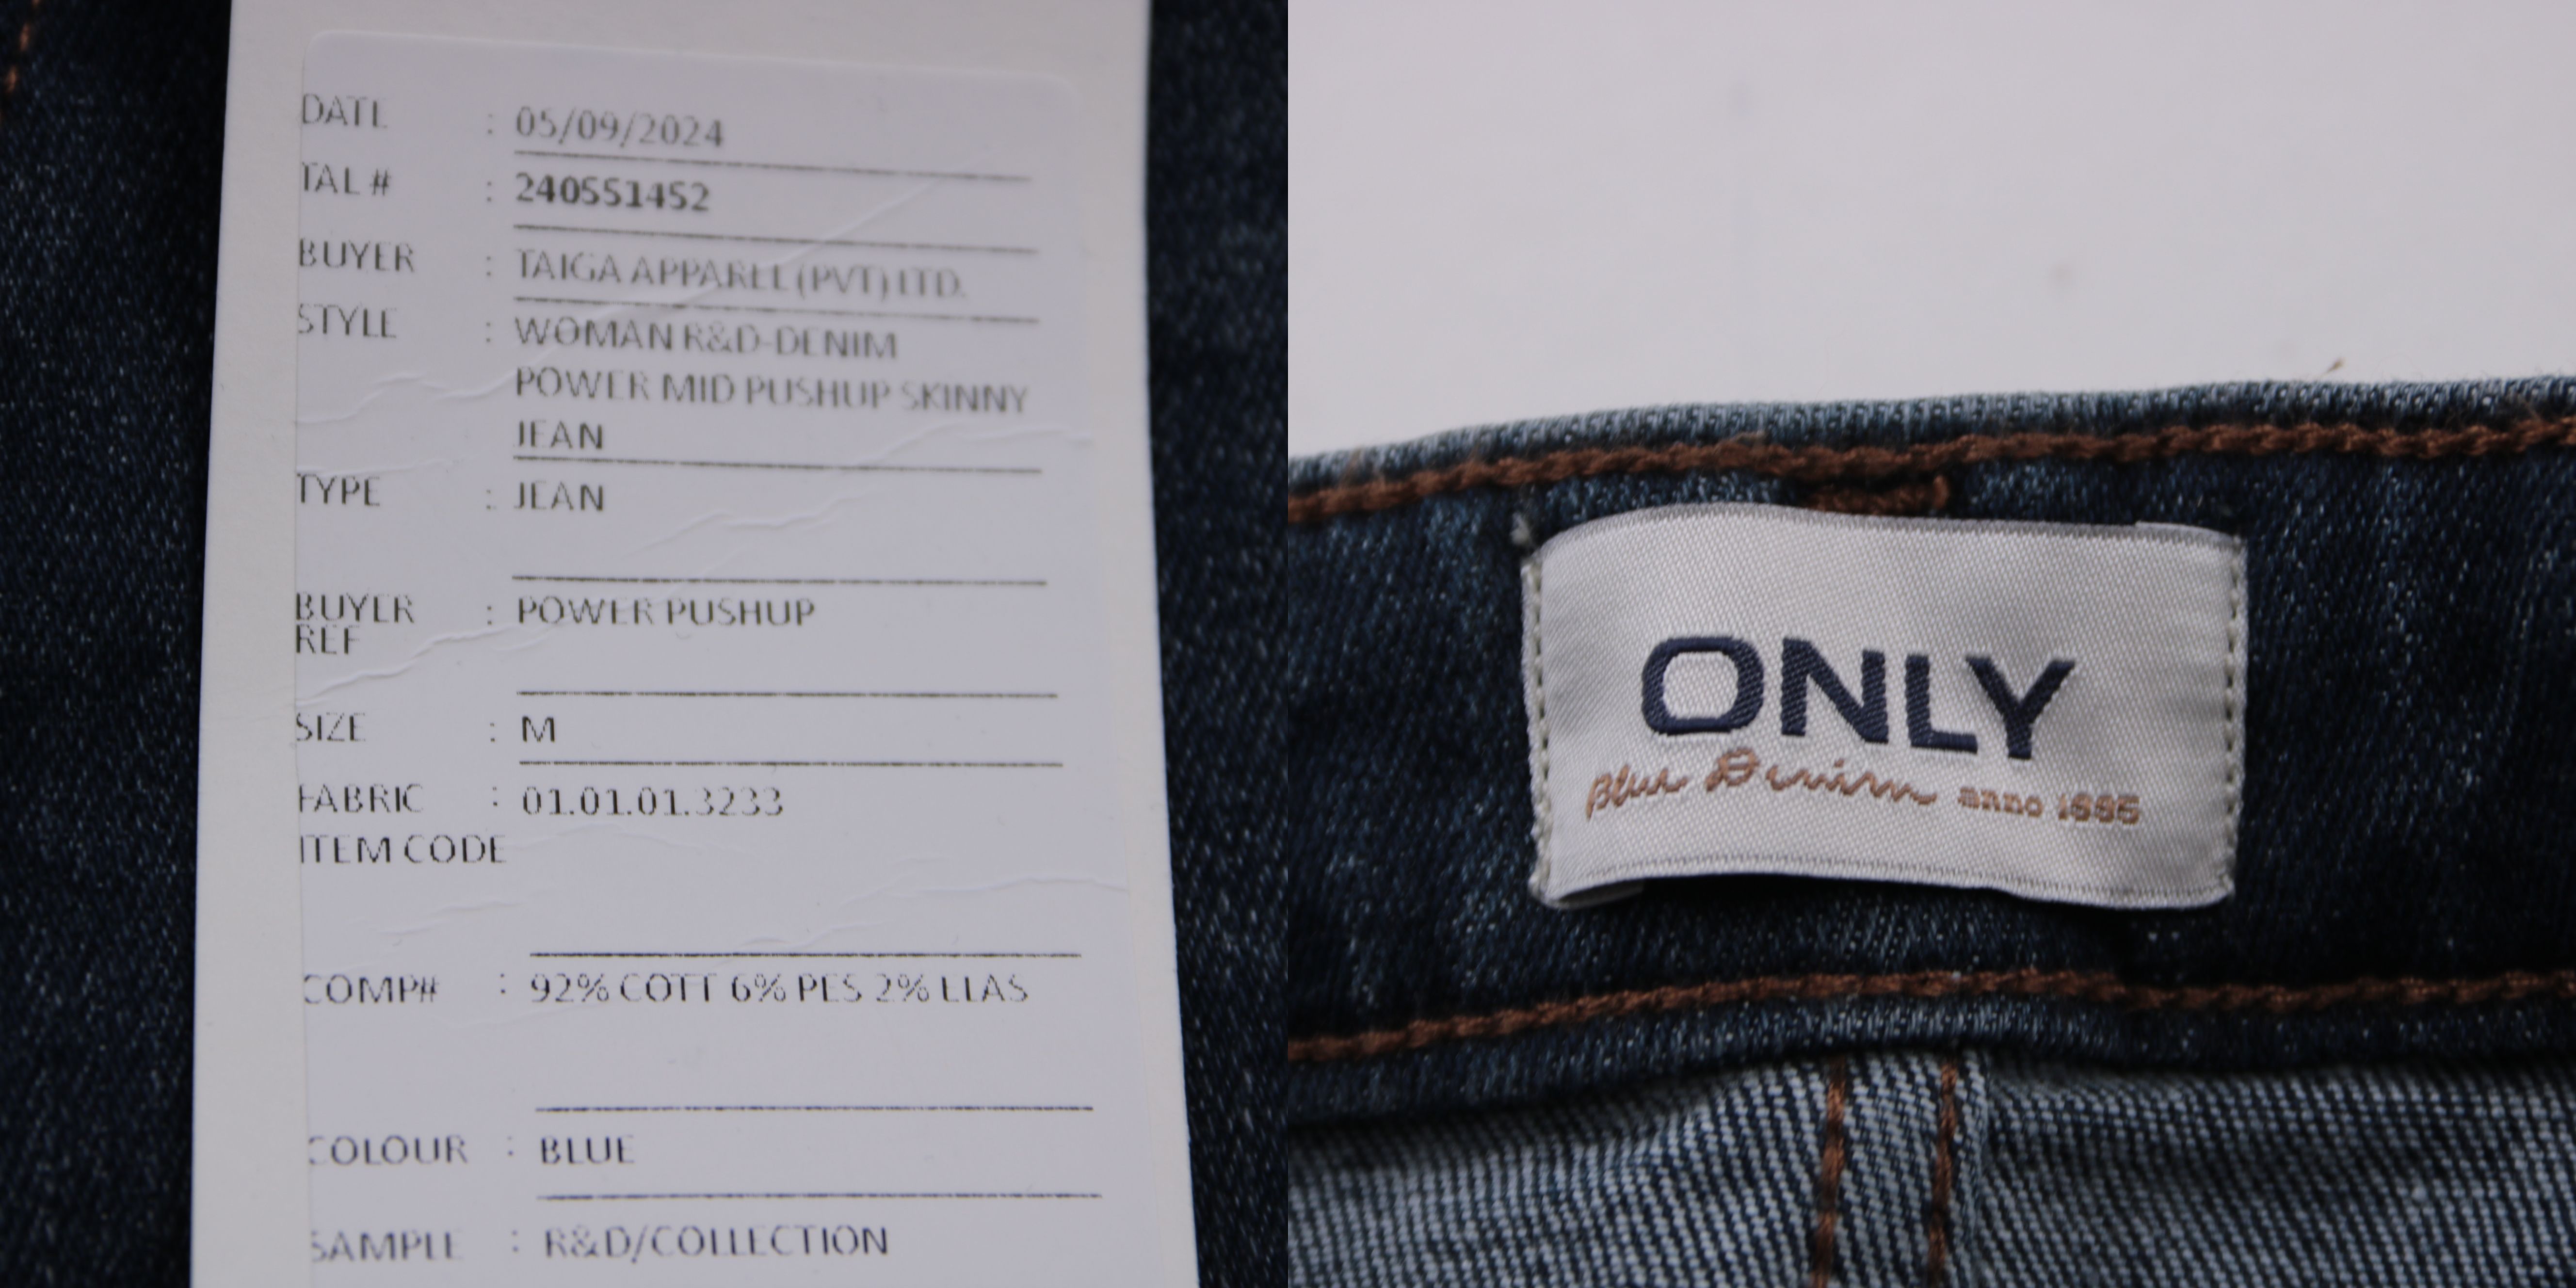 DATE : 05/09/2024
TAL # : 240551452
BUYER : TAIGA APPAREL (PVT) LTD.
STYLE : WOMAN R&D-DENIM
POWER MID PUSHUP SKINNY
JEAN
TYPE : JEAN
BUYER : POWER PUSHUP
REF
SIZE : M
FABRIC : 01.01.01.3233
ITEM CODE
COMP# : 92% COTT 6% PES 2% ELAS
COLOUR : BLUE
SAMPLE : R&D/COLLECTION
ONLY
Blue Denim anno 1995